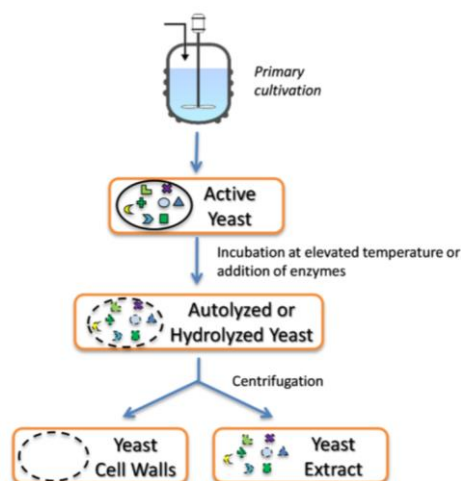 Primary
cultivation
Active
Yeast
Incubation at elevated temperature or
addition of enzymes
Autolyzed or
Hydrolyzed Yeast
Centrifugation
Yeast
Cell Walls
Yeast
Extract